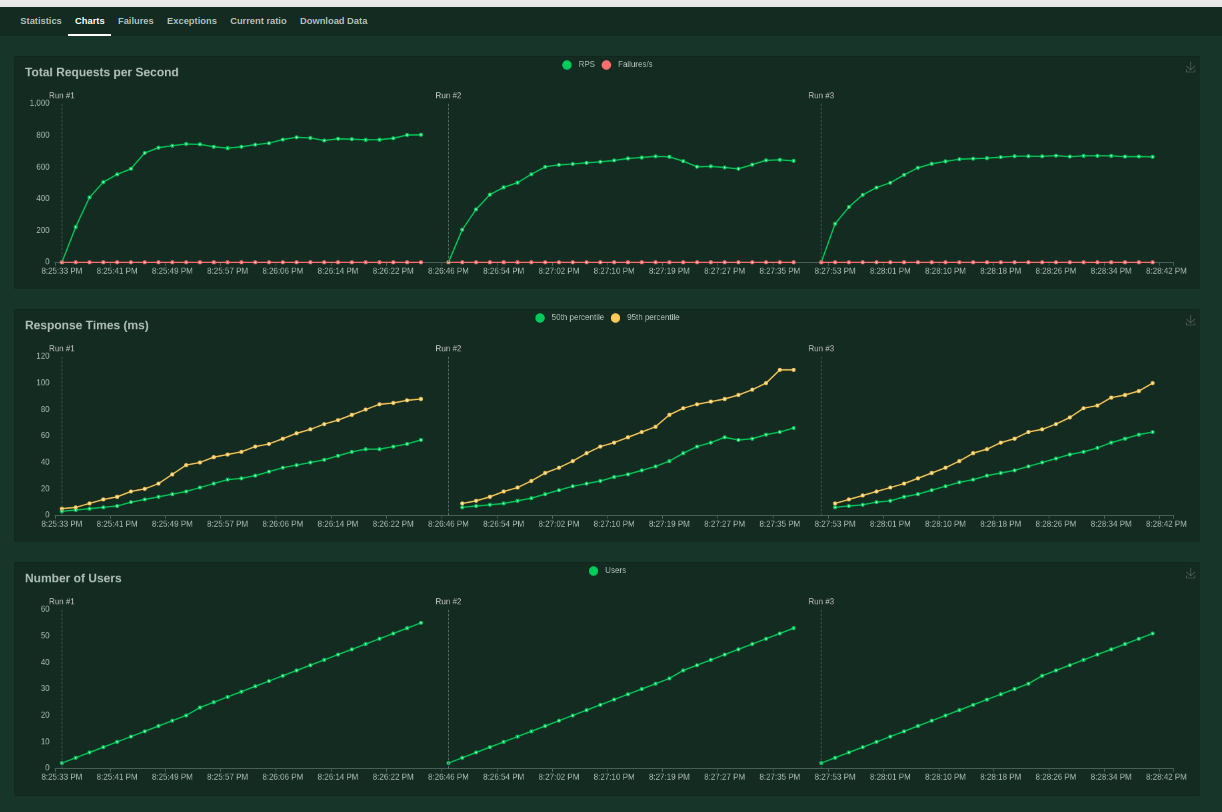 Statistics Charts Failures Exceptions Current ratio Download Data
Total Requests per Second
RPS Failures/s
Run #1 Run #2 Run #3
1,000
800
600
400
200
0
8:25:33 PM 8:25:41 PM 8:25:49 PM 8:25:57 PM 8:26:06 PM 8:26:14 PM 8:26:22 PM 8:26:46 PM 8:26:54 PM 8:27:02 PM 8:27:10 PM 8:27:19 PM 8:27:27 PM 8:27:35 PM 8:27:53 PM 8:28:01 PM 8:28:10 PM 8:28:18 PM 8:28:26 PM 8:28:34 PM 8:28:42 PM
Response Times (ms)
50th percentile 95th percentile
Run #1 Run #2 Run #3
120
100
80
60
40
20
0
8:25:33 PM 8:25:41 PM 8:25:49 PM 8:25:57 PM 8:26:06 PM 8:26:14 PM 8:26:22 PM 8:26:46 PM 8:26:54 PM 8:27:02 PM 8:27:10 PM 8:27:19 PM 8:27:27 PM 8:27:35 PM 8:27:53 PM 8:28:01 PM 8:28:10 PM 8:28:18 PM 8:28:26 PM 8:28:34 PM 8:28:42 PM
Number of Users
Users
Run #1 Run #2 Run #3
60
50
40
30
20
10
0
8:25:33 PM 8:25:41 PM 8:25:49 PM 8:25:57 PM 8:26:06 PM 8:26:14 PM 8:26:22 PM 8:26:46 PM 8:26:54 PM 8:27:02 PM 8:27:10 PM 8:27:19 PM 8:27:27 PM 8:27:35 PM 8:27:53 PM 8:28:01 PM 8:28:10 PM 8:28:18 PM 8:28:26 PM 8:28:34 PM 8:28:42 PM